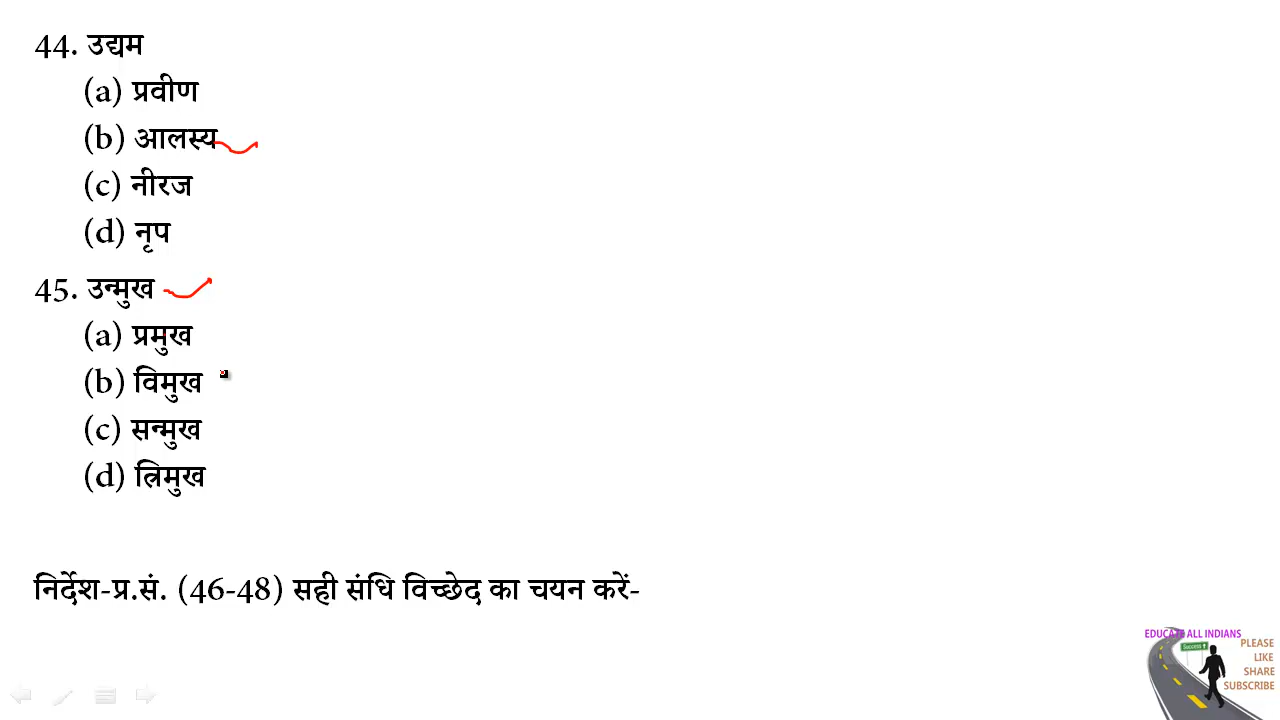 44. उद्यम
(a) प्रवीण
(b) आलस्य
(c) नीरज
(d) नृप
45. उन्मुख
(a) प्रमुख
(b) विमुख
(c) सन्मुख
(d) त्रिमुख
निर्देश-प्र.सं. (46-48) सही संधि विच्छेद का चयन करें-
EDUCATE ALL INDIANS
Success
PLEASE
LIKE
SHARE
SUBSCRIBE